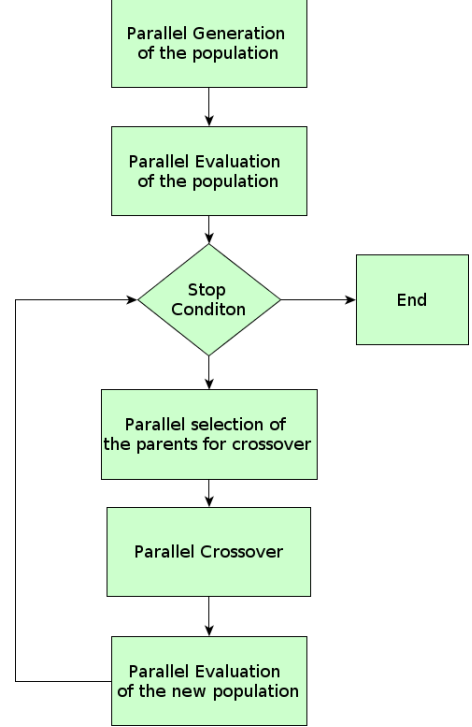 Parallel Generation
of the population
Parallel Evaluation
of the population
Stop
Conditon
End
Parallel selection of
the parents for crossover
Parallel Crossover
Parallel Evaluation
of the new population